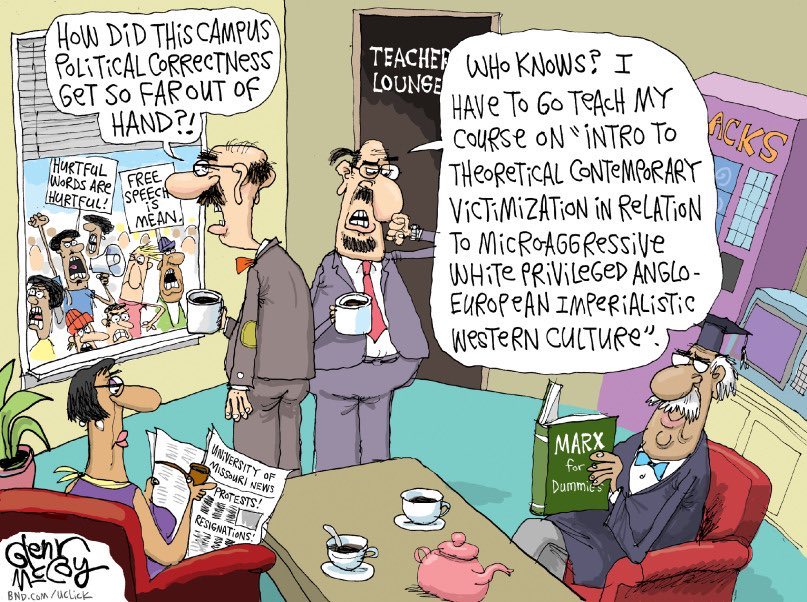 HOW DID THIS CAMPUS
POLITICAL CORRECTNESS
GET SO FAR OUT OF
HAND?!
TEACHER
LOUNGE
WHO KNOWS? I
HAVE TO GO TEACH MY
COURSE ON "INTRO TO
THEORETICAL CONTEMPORARY
VICTIMIZATION IN RELATION
TO MICROAGGRESSIVE
WHITE PRIVILEGED ANGLO-
EUROPEAN IMPERIALISTIC
WESTERN CULTURE".
ACKS
HURTFUL
WORDS ARE
HURTFUL!
FREE
SPEECH
IS
MEAN.
UNIVERSITY OF
MISSOURI NEWS
PROTESTS!
RESIGNATIONS!
MARX
for
Dummies
Glenn
McCoy
BND.COM/UCLICK